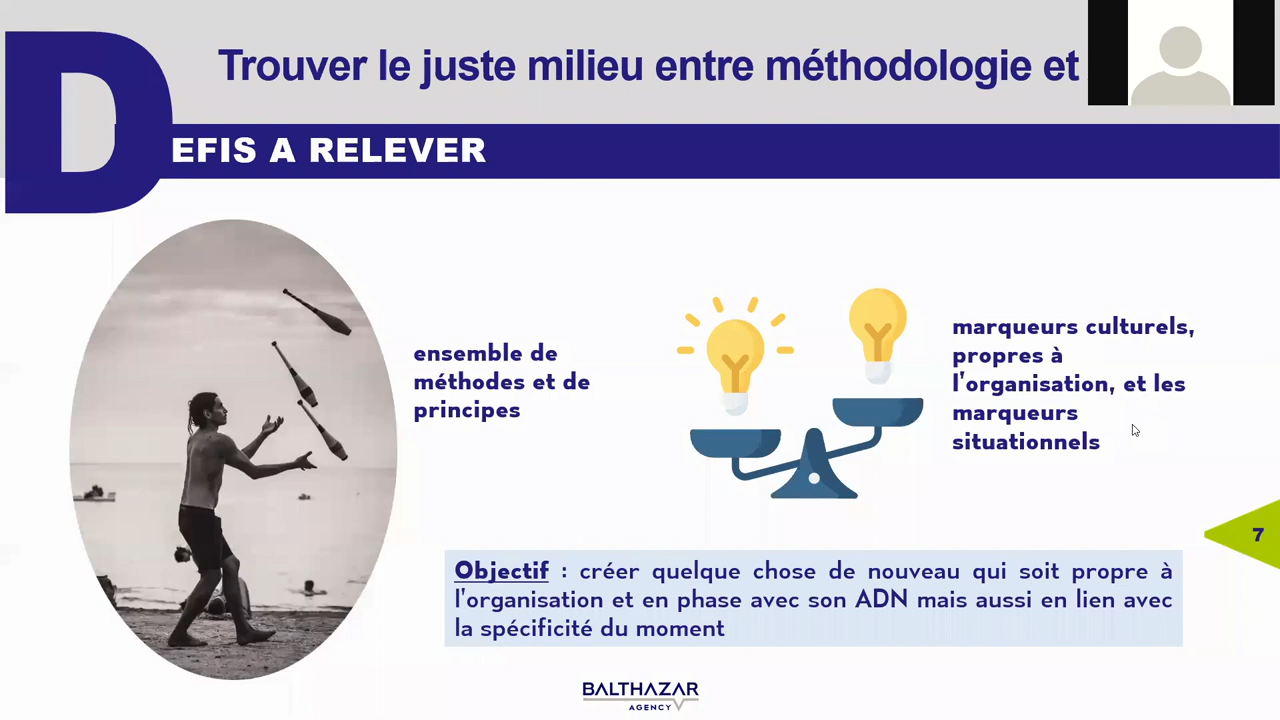 Trouver le juste milieu entre méthodologie et
DEFIS A RELEVER
ensemble de
méthodes et de
principes
marqueurs culturels,
propres à
l'organisation, et les
marqueurs
situationnels
7
Objectif : créer quelque chose de nouveau qui soit propre à
l'organisation et en phase avec son ADN mais aussi en lien avec
la spécificité du moment
BALTHAZAR
AGENCY